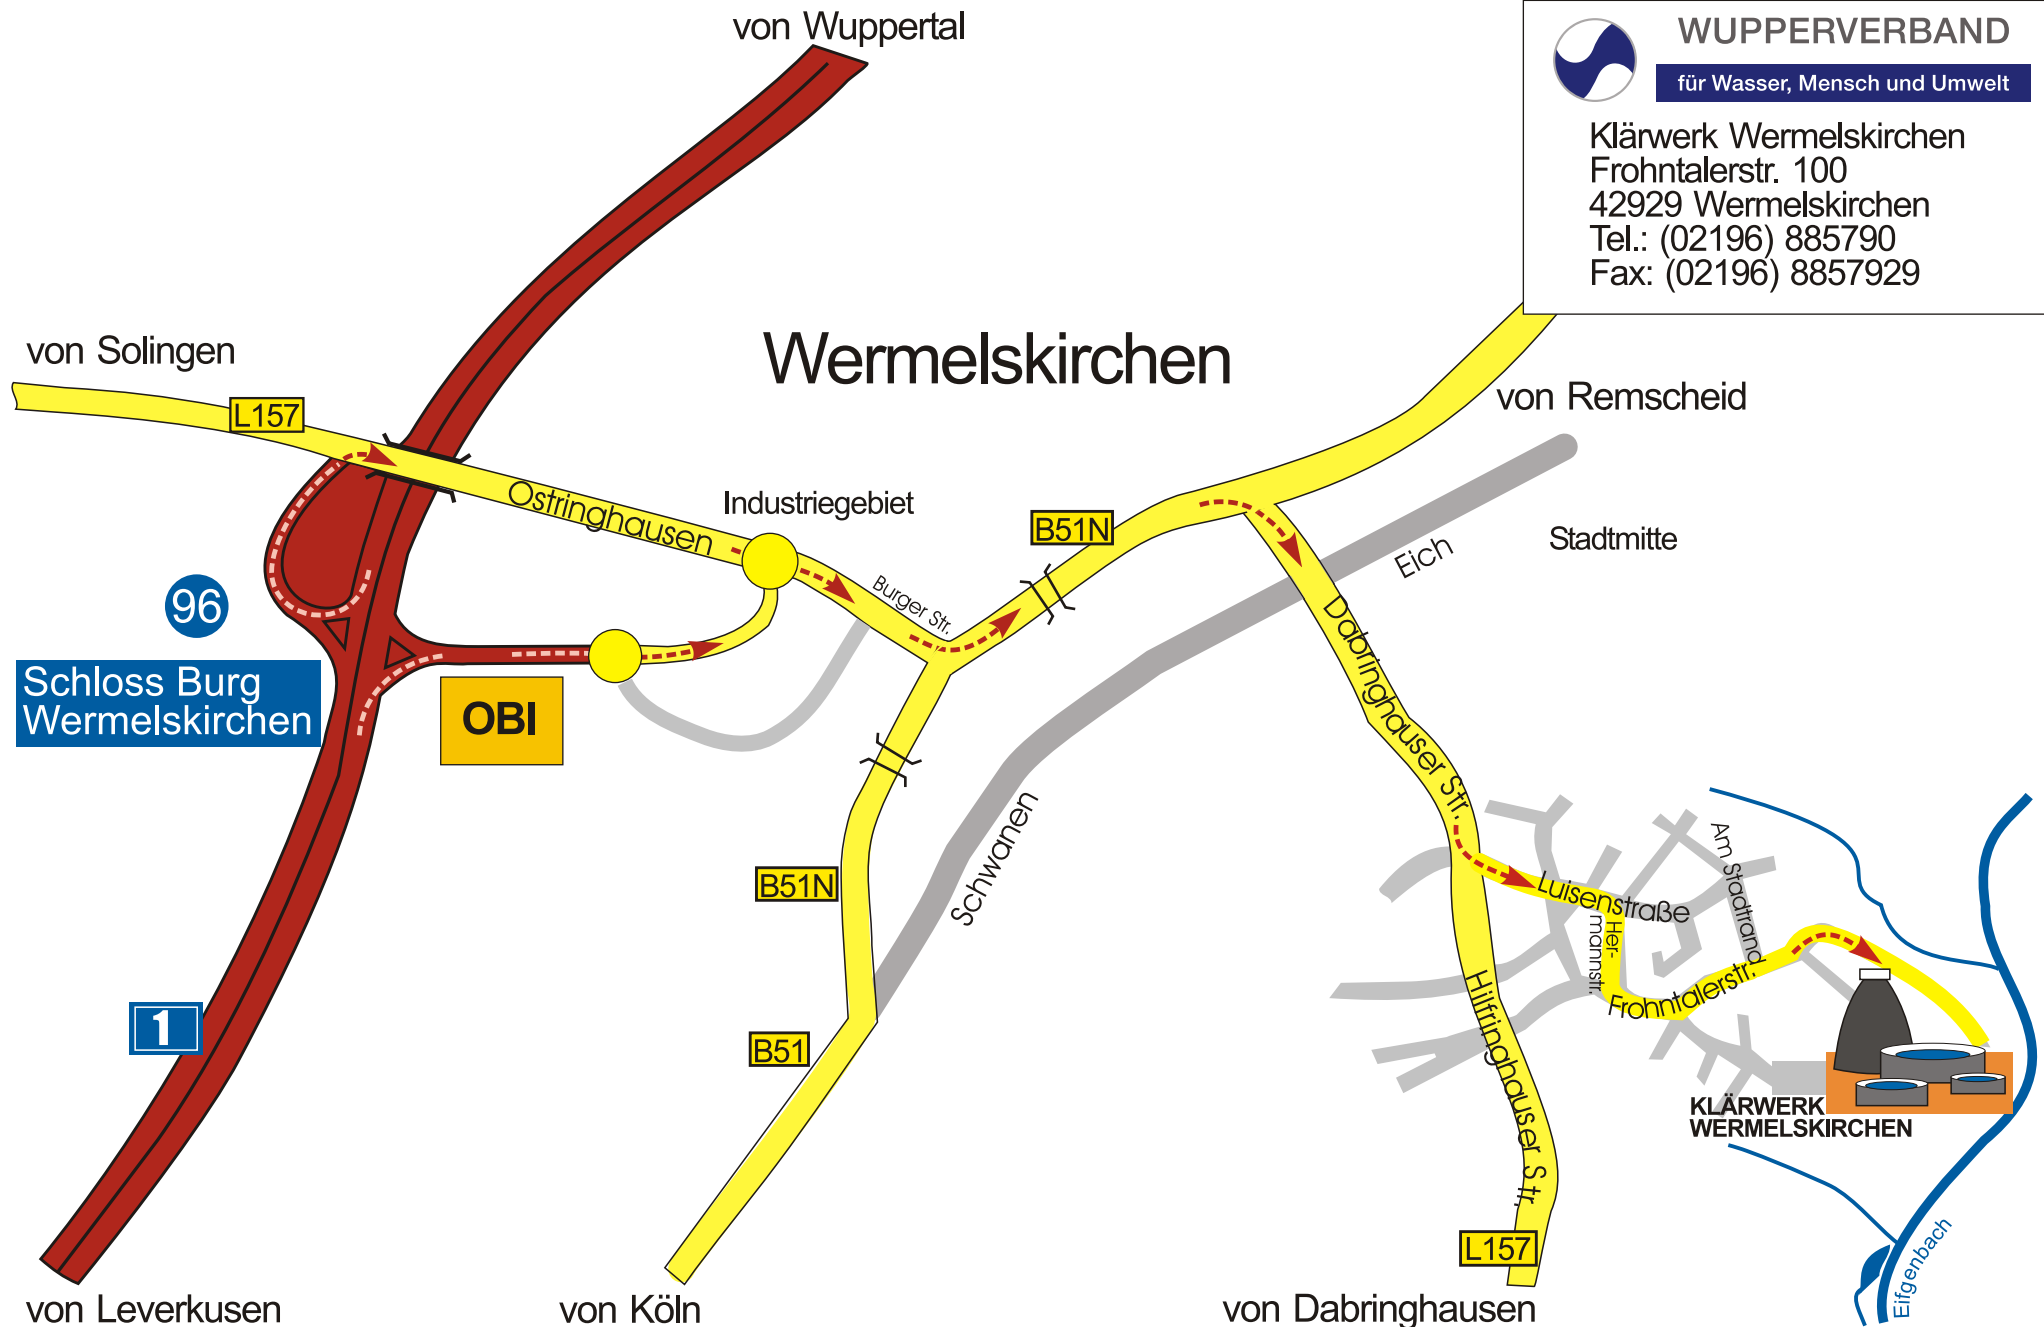 von Wuppertal
WUPPERVERBAND
für Wasser, Mensch und Umwelt
Klärwerk Wermelskirchen
Frohntalerstr. 100
42929 Wermelskirchen
Tel.: (02196) 885790
Fax: (02196) 8857929
von Solingen
Wermelskirchen
von Remscheid
L157
Ostringhausen
Industriegebiet
B51N
Stadtmitte
Eich
96
Burger Str.
Schloss Burg
Wermelskirchen
OBI
Dabringhauser Str.
Schwanen
B51N
Luisenstraße
Am Stadtrand
Her-
mannstr.
Frohntalerstr.
Hilfringhauser Str.
1
B51
KLÄRWERK
WERMELSKIRCHEN
L157
Eifgenbach
von Leverkusen
von Köln
von Dabringhausen